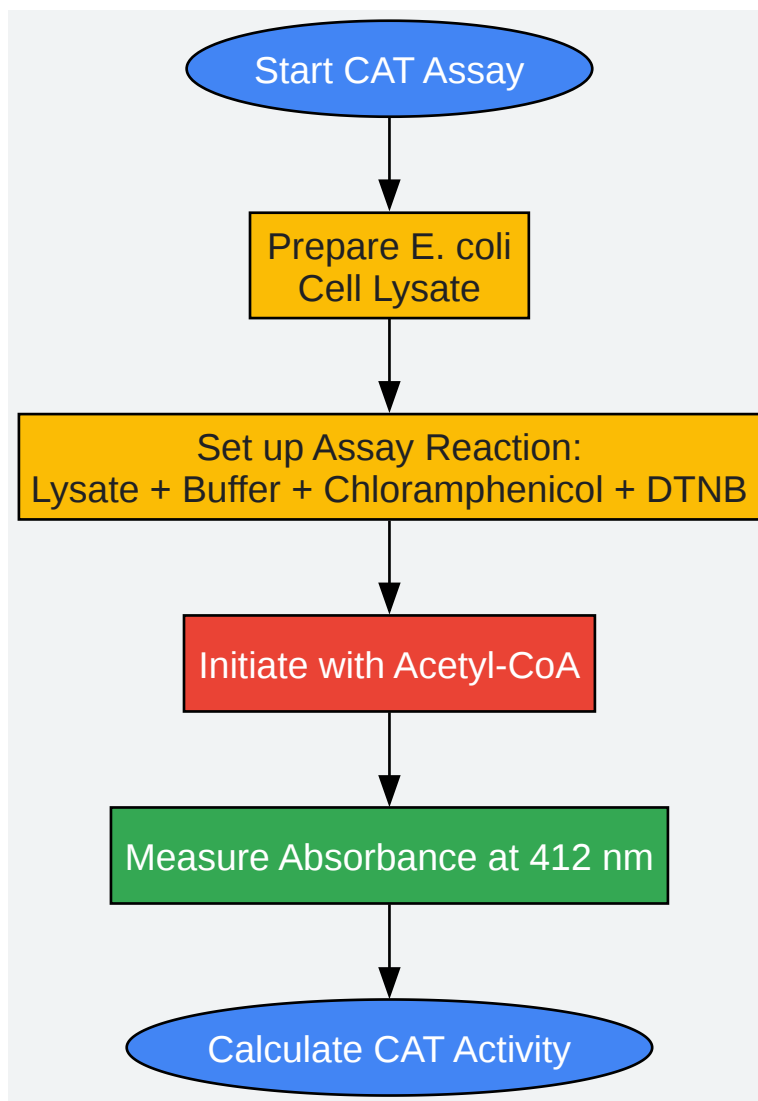 Start CAT Assay
Prepare E. coli
Cell Lysate
Set up Assay Reaction:
Lysate + Buffer + Chloramphenicol + DTNB
Initiate with Acetyl-CoA
Measure Absorbance at 412 nm
Calculate CAT Activity